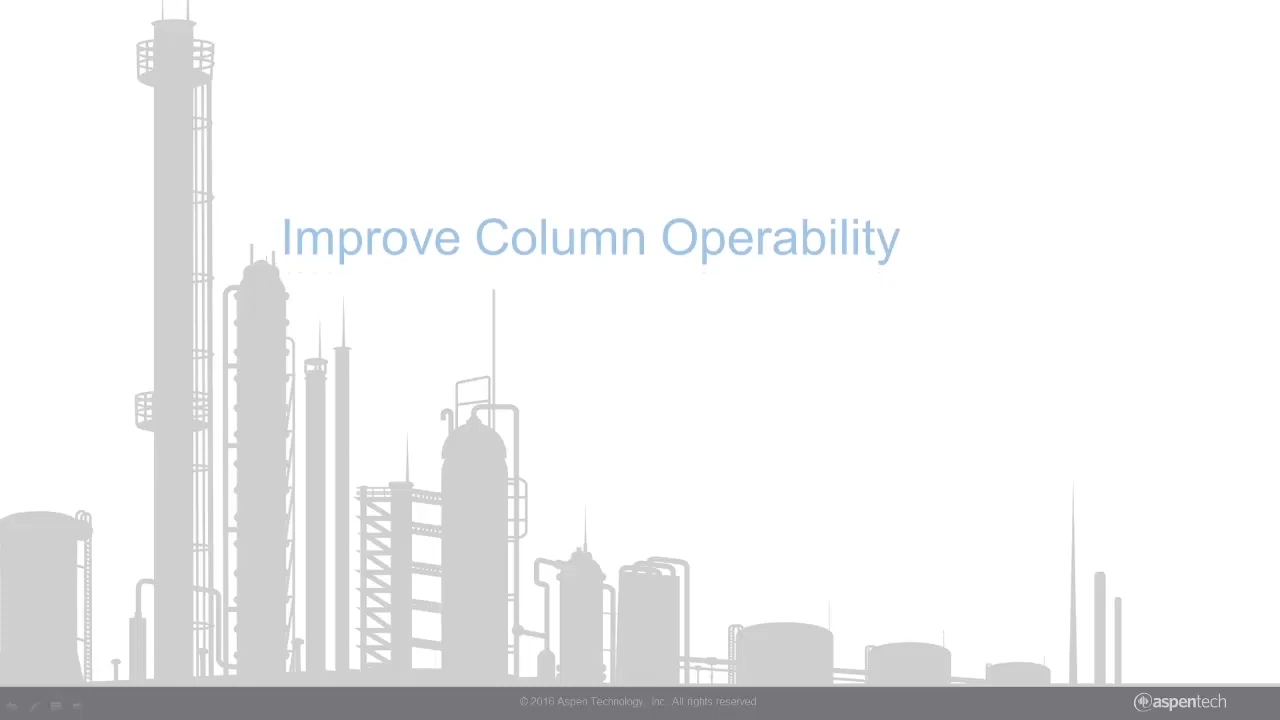 Improve Column Operability
© 2016 Aspen Technology, Inc. All rights reserved
aspentech